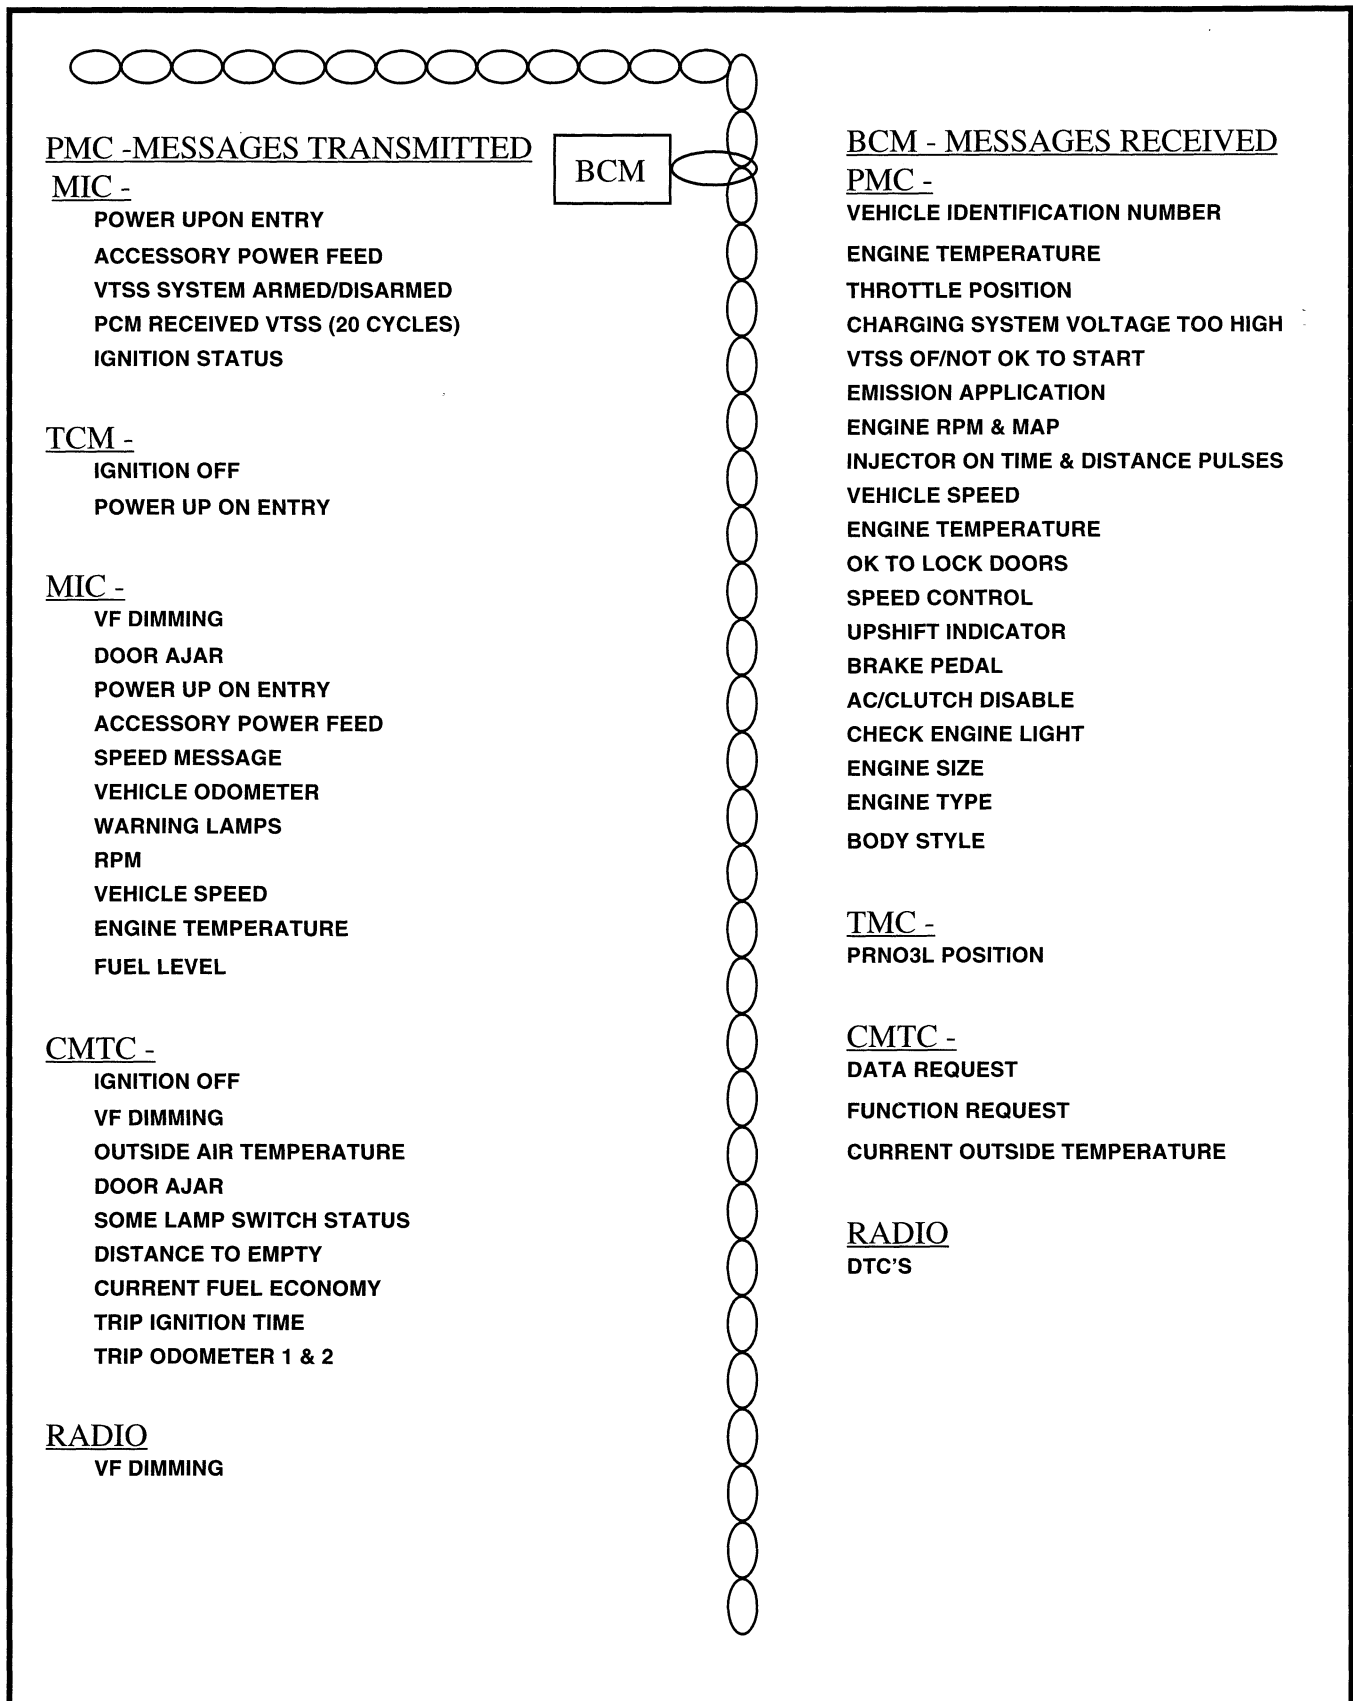 PMC -MESSAGES TRANSMITTED
MIC -
POWER UPON ENTRY
ACCESSORY POWER FEED
VTSS SYSTEM ARMED/DISARMED
PCM RECEIVED VTSS (20 CYCLES)
IGNITION STATUS
TCM -
IGNITION OFF
POWER UP ON ENTRY
MIC -
VF DIMMING
DOOR AJAR
POWER UP ON ENTRY
ACCESSORY POWER FEED
SPEED MESSAGE
VEHICLE ODOMETER
WARNING LAMPS
RPM
VEHICLE SPEED
ENGINE TEMPERATURE
FUEL LEVEL
CMTC -
IGNITION OFF
VF DIMMING
OUTSIDE AIR TEMPERATURE
DOOR AJAR
SOME LAMP SWITCH STATUS
DISTANCE TO EMPTY
CURRENT FUEL ECONOMY
TRIP IGNITION TIME
TRIP ODOMETER 1 & 2
RADIO
VF DIMMING
BCM
BCM - MESSAGES RECEIVED
PMC -
VEHICLE IDENTIFICATION NUMBER
ENGINE TEMPERATURE
THROTTLE POSITION
CHARGING SYSTEM VOLTAGE TOO HIGH
VTSS OF/NOT OK TO START
EMISSION APPLICATION
ENGINE RPM & MAP
INJECTOR ON TIME & DISTANCE PULSES
VEHICLE SPEED
ENGINE TEMPERATURE
OK TO LOCK DOORS
SPEED CONTROL
UPSHIFT INDICATOR
BRAKE PEDAL
AC/CLUTCH DISABLE
CHECK ENGINE LIGHT
ENGINE SIZE
ENGINE TYPE
BODY STYLE
TMC -
PRNO3L POSITION
CMTC -
DATA REQUEST
FUNCTION REQUEST
CURRENT OUTSIDE TEMPERATURE
RADIO
DTC'S